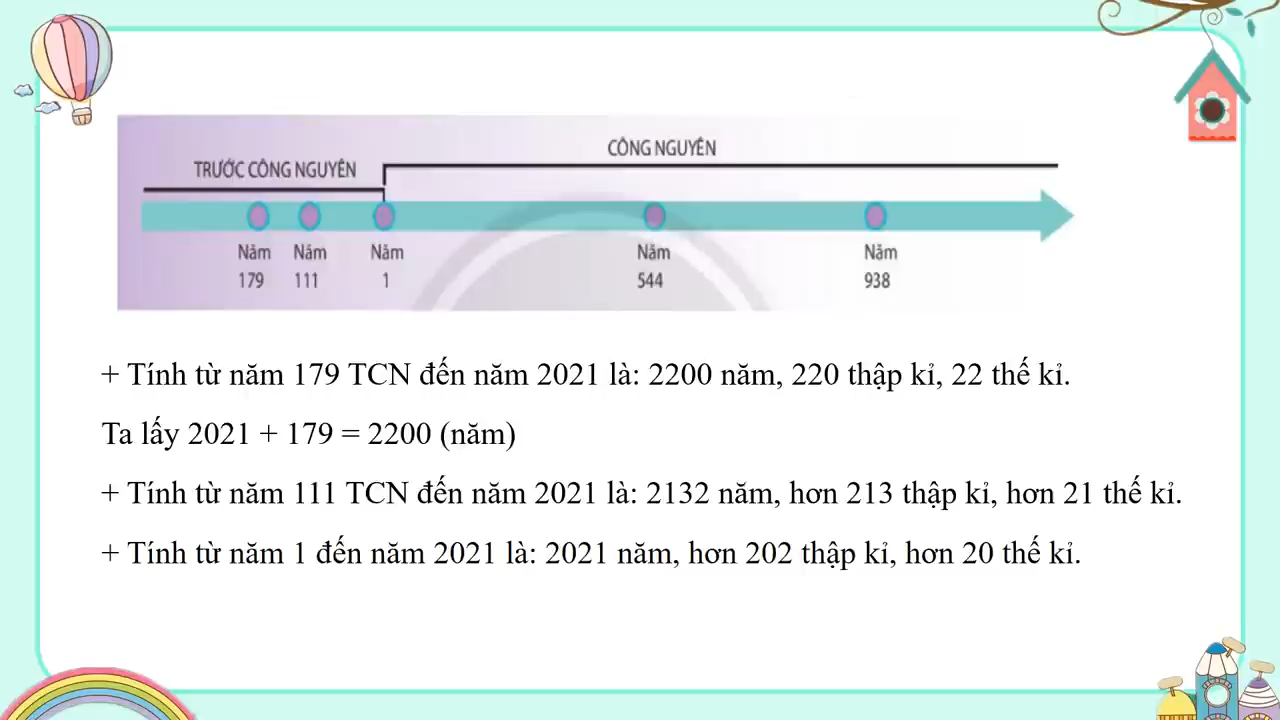 CÔNG NGUYÊN
TRƯỚC CÔNG NGUYÊN
Năm Năm Năm Năm Năm
179 111 1 544 938
+ Tính từ năm 179 TCN đến năm 2021 là: 2200 năm, 220 thập kỉ, 22 thế kỉ.
Ta lấy 2021 + 179 = 2200 (năm)
+ Tính từ năm 111 TCN đến năm 2021 là: 2132 năm, hơn 213 thập kỉ, hơn 21 thế kỉ.
+ Tính từ năm 1 đến năm 2021 là: 2021 năm, hơn 202 thập kỉ, hơn 20 thế kỉ.